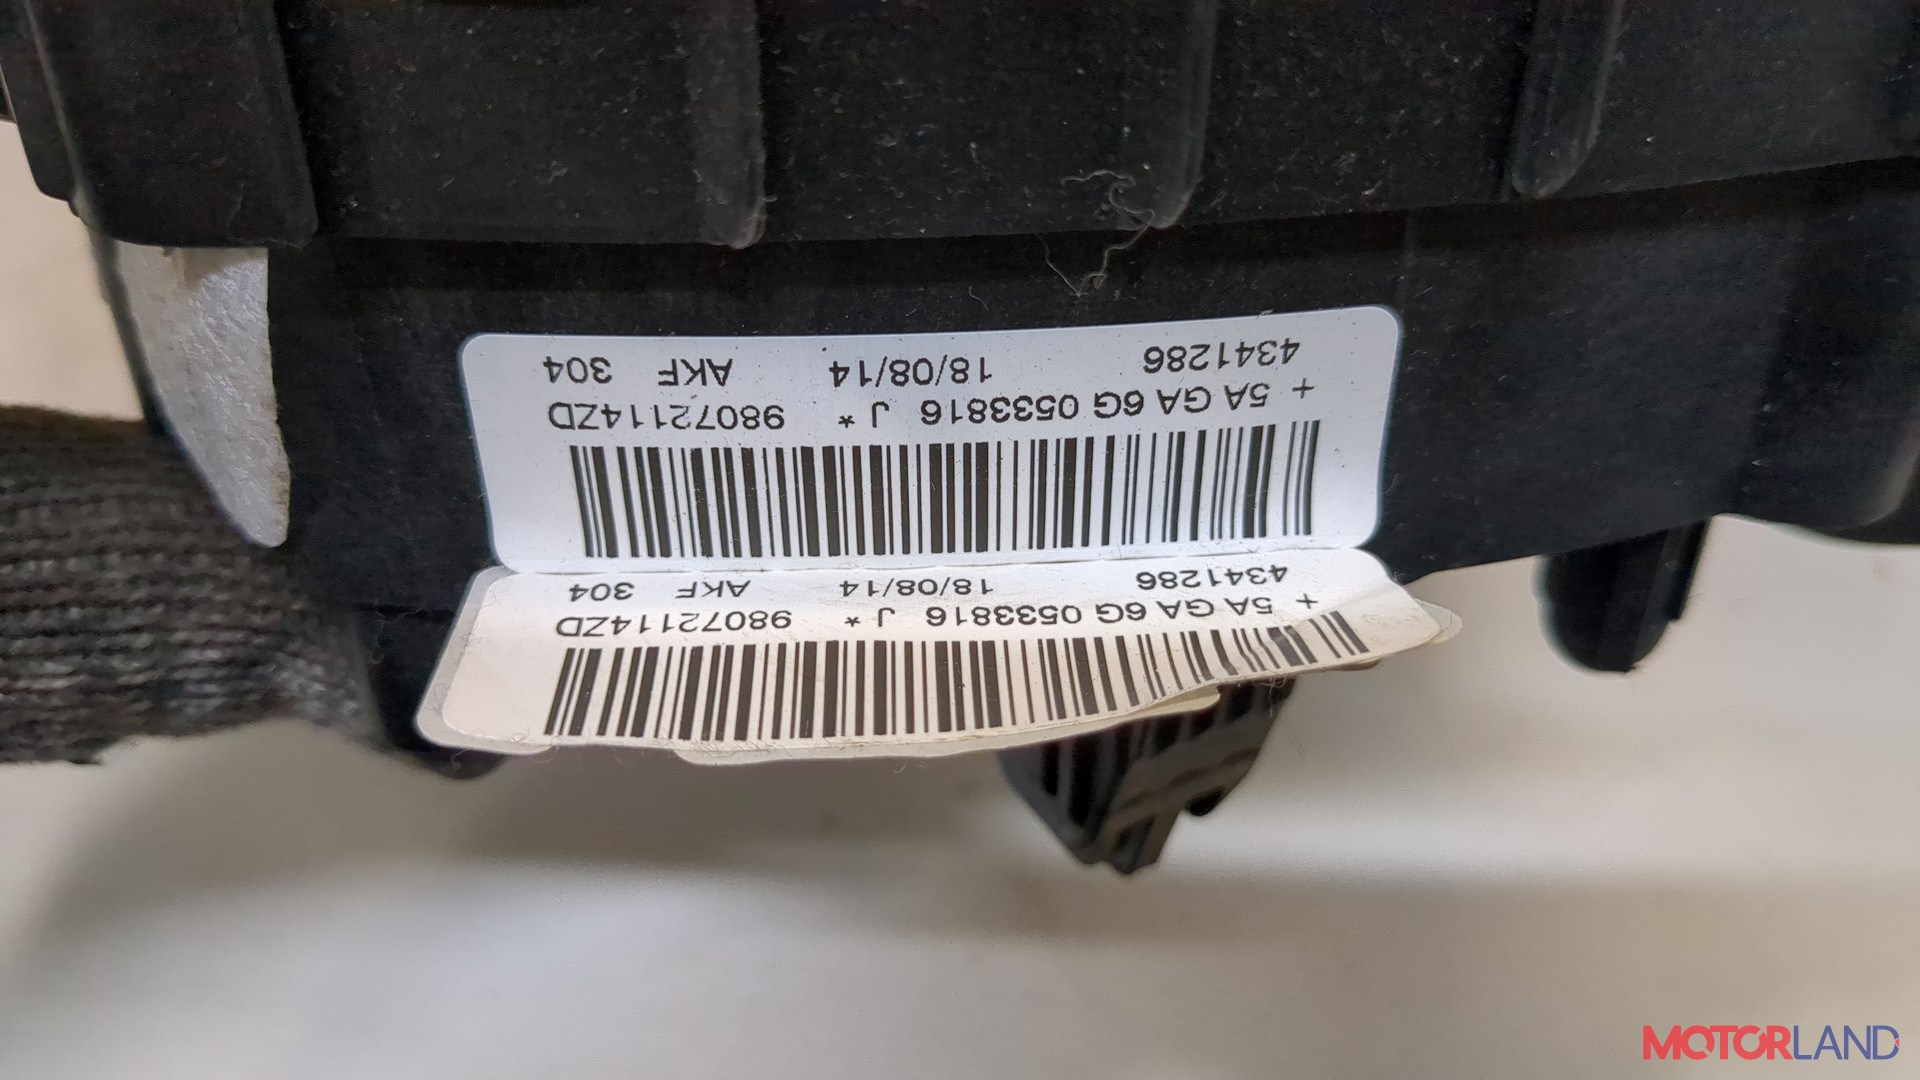 + 5A GA 6G 0533816 J* 98072114ZD
4341286 18/08/14 AKF 304
+ 5A GA 6G 0533816 J* 98072114ZD
4341286 18/08/14 AKF 304
MOTORLAND